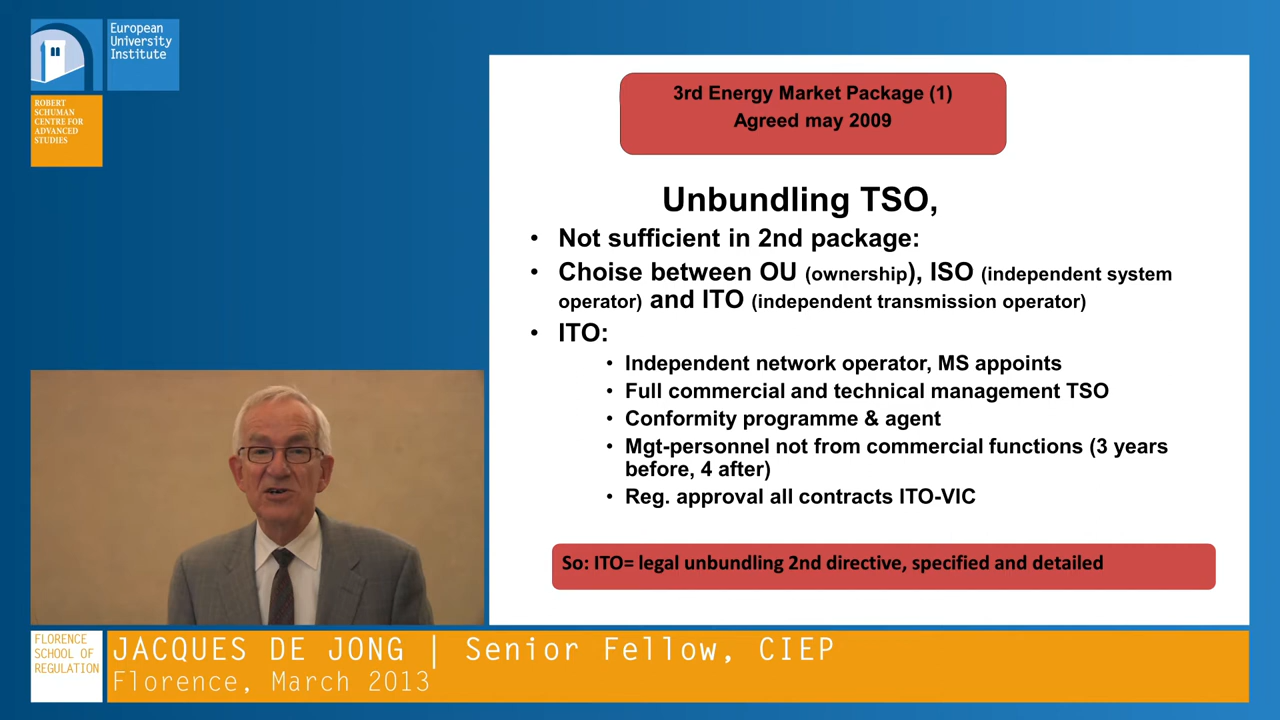 European
University
Institute
ROBERT
SCHUMAN
CENTRE FOR
ADVANCED
STUDIES
3rd Energy Market Package (1)
Agreed may 2009
Unbundling TSO,
• Not sufficient in 2nd package:
• Choise between OU (ownership), ISO (independent system
operator) and ITO (independent transmission operator)
• ITO:
• Independent network operator, MS appoints
• Full commercial and technical management TSO
• Conformity programme & agent
• Mgt-personnel not from commercial functions (3 years
before, 4 after)
• Reg. approval all contracts ITO-VIC
So: ITO= legal unbundling 2nd directive, specified and detailed
FLORENCE
SCHOOL OF
REGULATION
JACQUES DE JONG | Senior Fellow, CIEP
Florence, March 2013